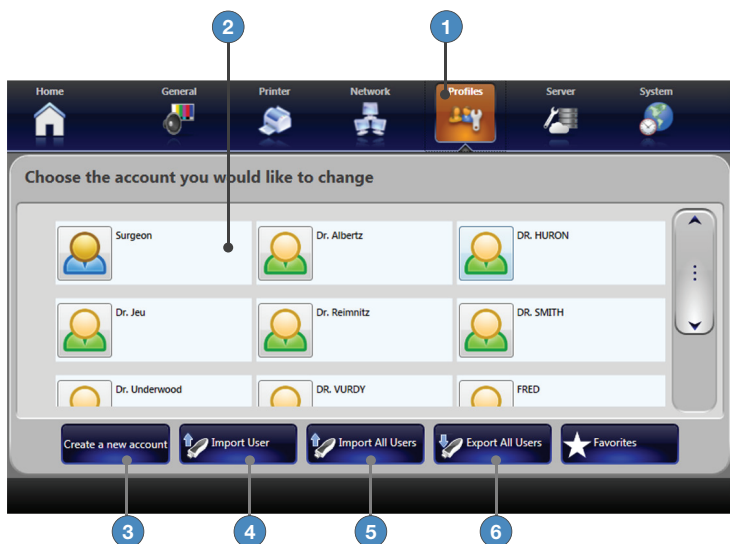 2 1
Home General Printer Network Profiles Server System
Choose the account you would like to change
Surgeon Dr. Albertz DR. HURON
Dr. Jeu Dr. Reimnitz DR. SMITH
Dr. Underwood DR. VURDY FRED
Create a new account Import User Import All Users Export All Users Favorites
3 4 5 6